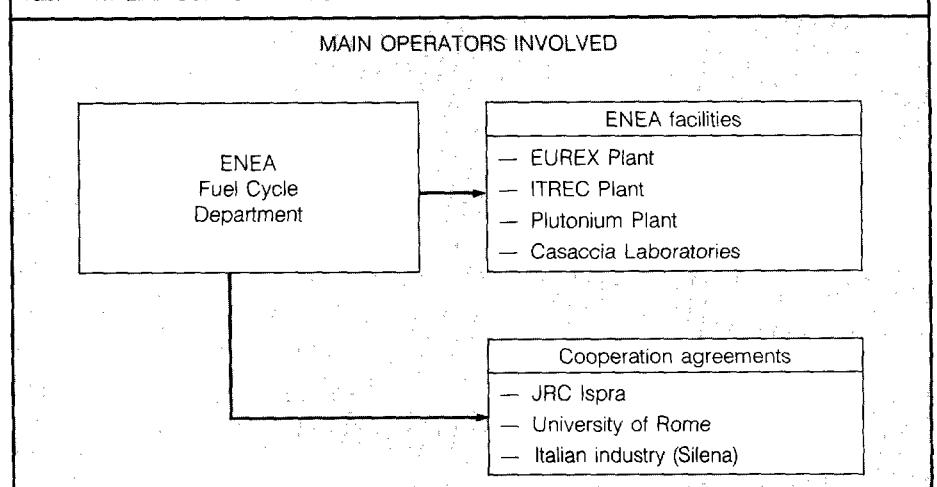 MAIN OPERATORS INVOLVED
ENEA
Fuel Cycle
Department
ENEA facilities
— EUREX Plant
— ITREC Plant
— Plutonium Plant
— Casaccia Laboratories
Cooperation agreements
— JRC Ispra
— University of Rome
— Italian industry (Silena)